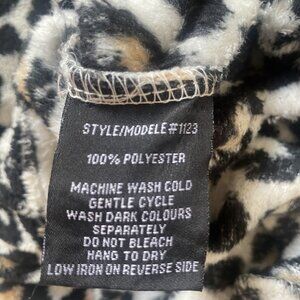 STYLE/MODELE#1123
100% POLYESTER
MACHINE WASH COLD
GENTLE CYCLE
WASH DARK COLOURS
SEPARATELY
DO NOT BLEACH
HANG TO DRY
LOW IRON ON REVERSE SIDE